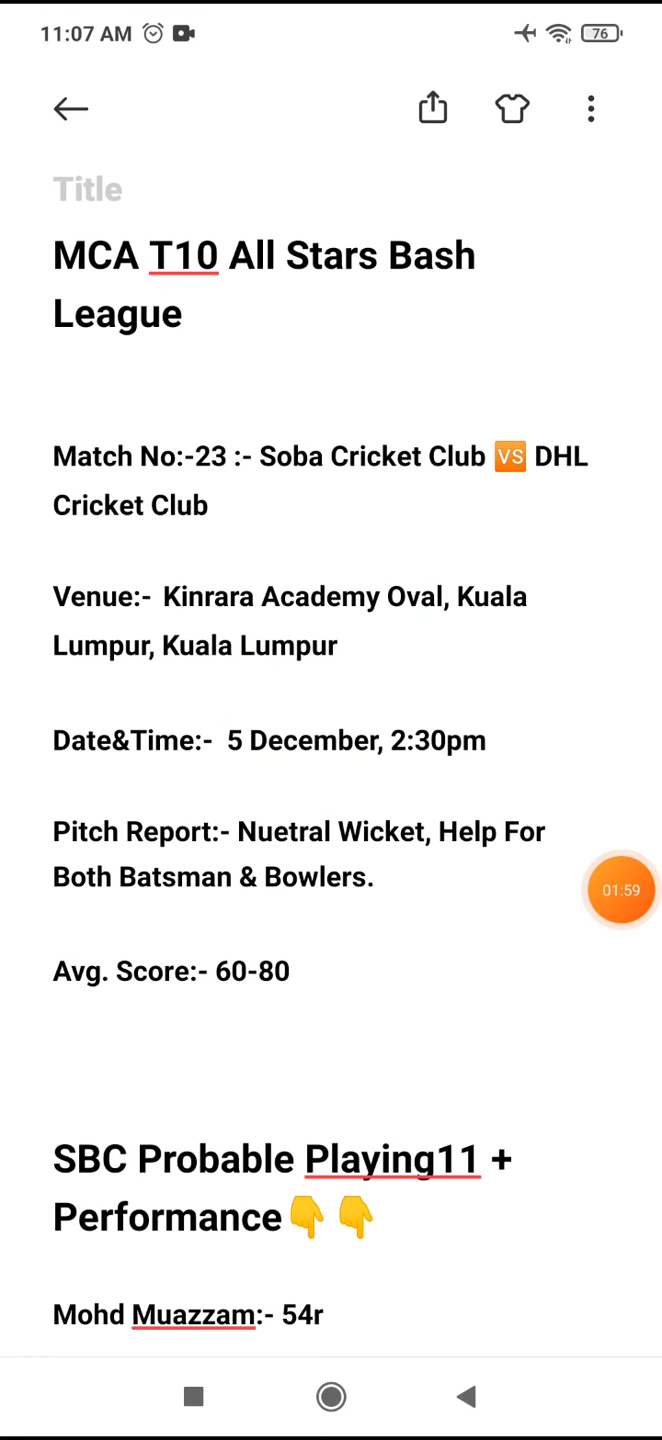 11:07 AM 76
Title
MCA T10 All Stars Bash
League
Match No:-23 :- Soba Cricket Club 🆚 DHL
Cricket Club
Venue:- Kinrara Academy Oval, Kuala
Lumpur, Kuala Lumpur
Date&Time:- 5 December, 2:30pm
Pitch Report:- Nuetral Wicket, Help For
Both Batsman & Bowlers.
01:59
Avg. Score:- 60-80
SBC Probable Playing11 +
Performance👇👇
Mohd Muazzam:- 54r